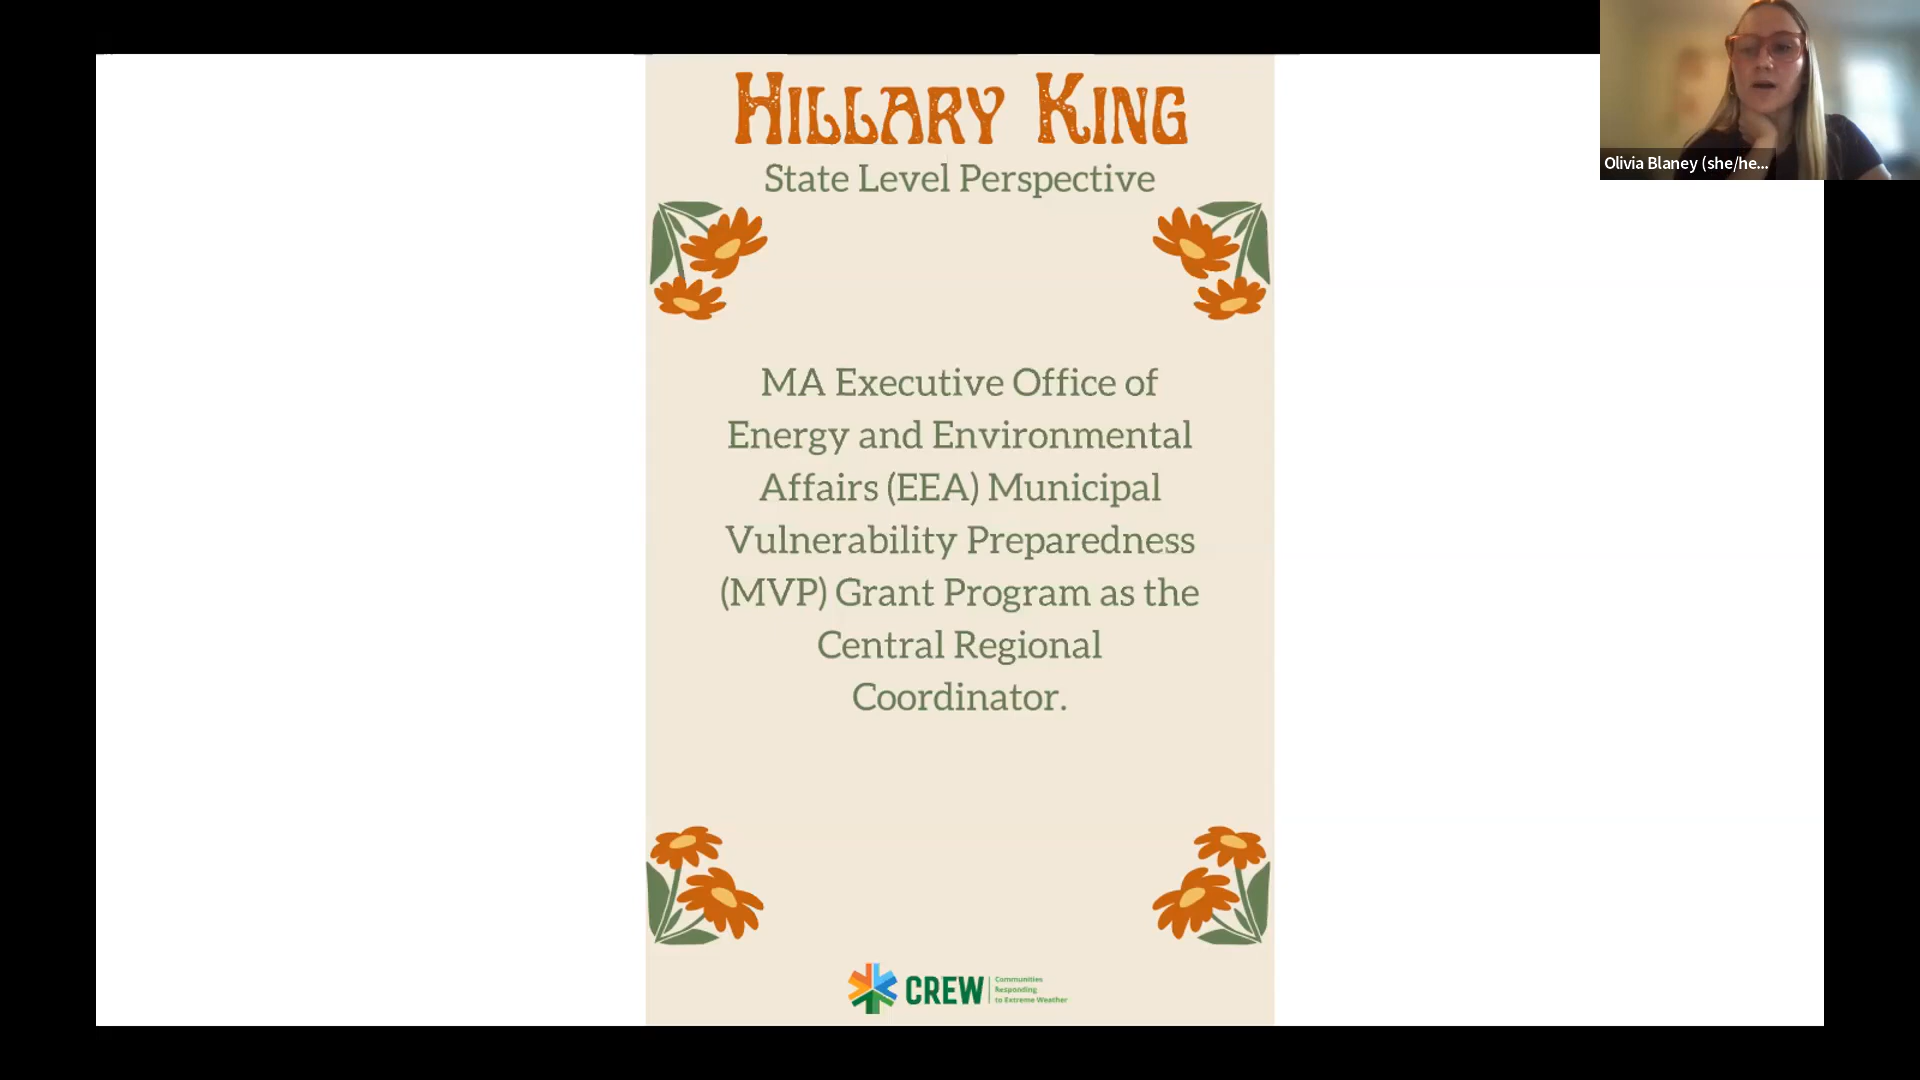 HILLARY KING
State Level Perspective
MA Executive Office of
Energy and Environmental
Affairs (EEA) Municipal
Vulnerability Preparedness
(MVP) Grant Program as the
Central Regional
Coordinator.
CREW
Communities
Responding
to Extreme Weather
Olivia Blaney (she/he...